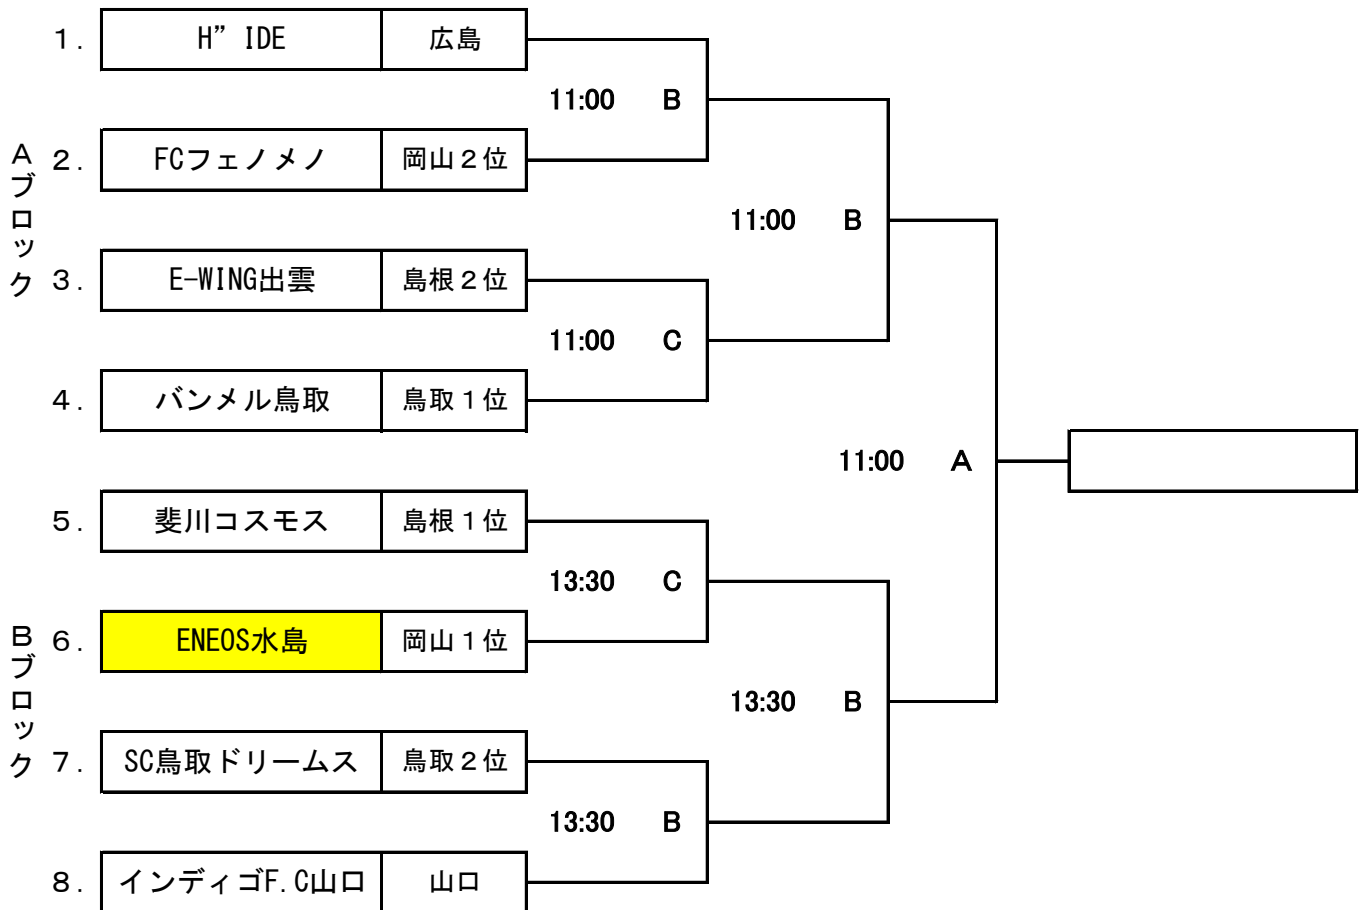 1. H”IDE 広島
11:00 B
Aブロック
2. FCフェノメノ 岡山２位
11:00 B
3. E-WING出雲 島根２位
11:00 C
4. バンメル鳥取 鳥取１位
11:00 A
5. 斐川コスモス 島根１位
13:30 C
Bブロック
6. ENEOS水島 岡山１位
13:30 B
7. SC鳥取ドリームス 鳥取２位
13:30 B
8. インディゴF.C山口 山口